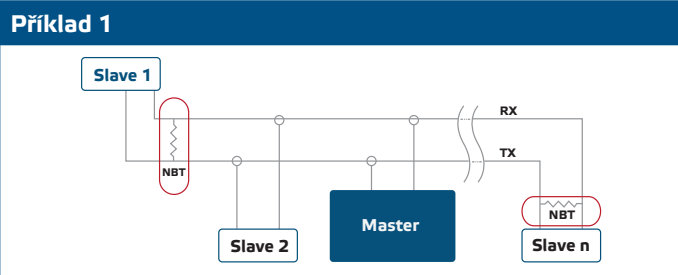 Příklad 1
Slave 1
RX
TX
NBT
NBT
Master
Slave 2
Slave n